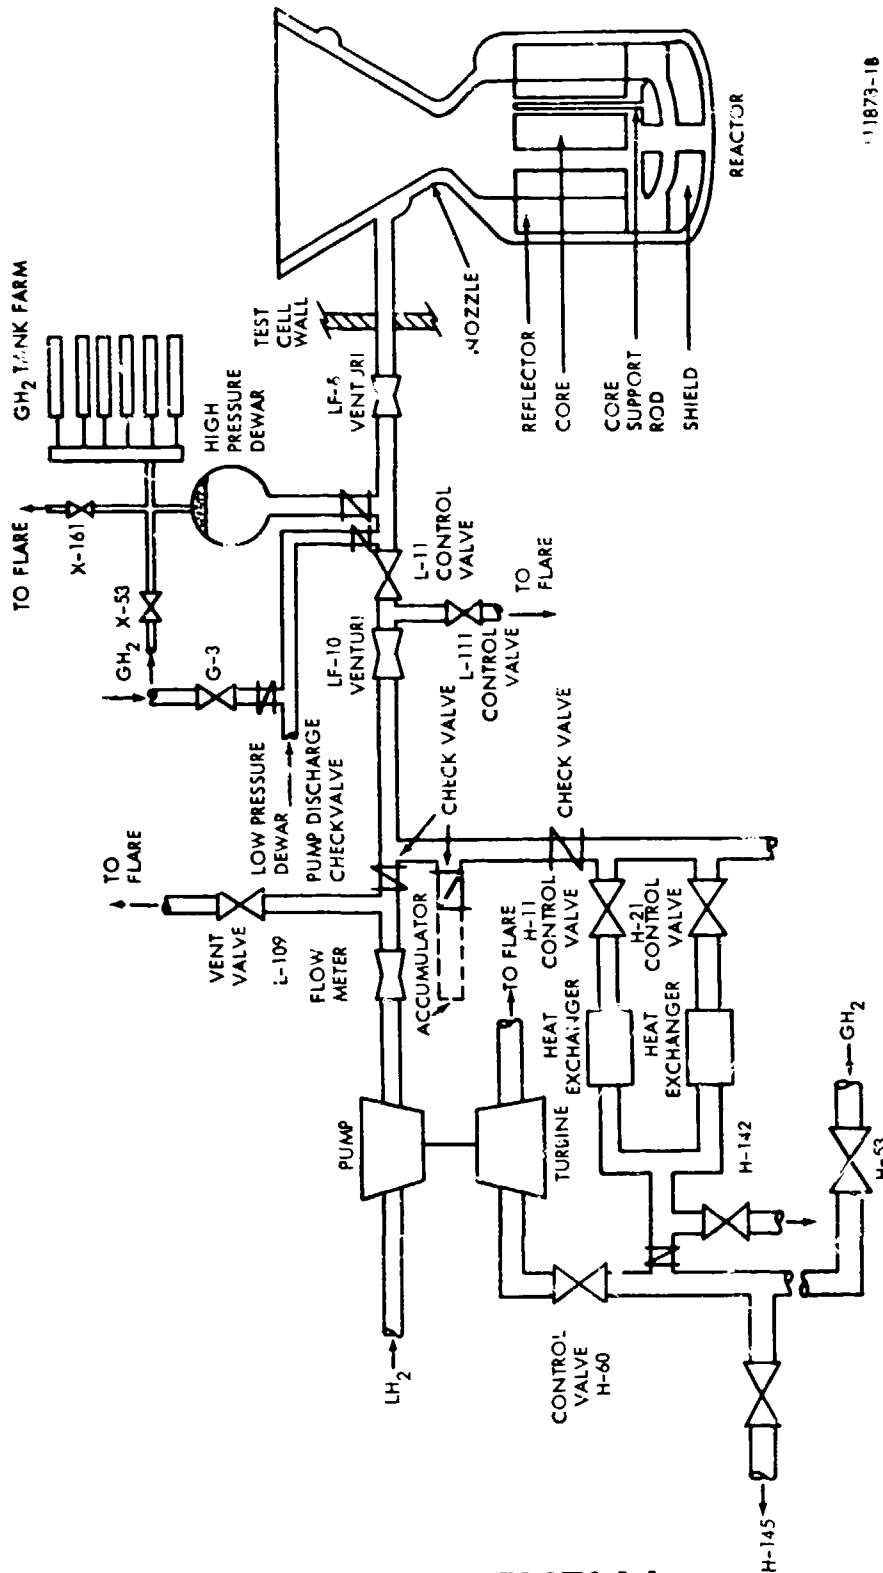 TO FLARE
X-161
GH2 TANK FARM
GH2
X-53
G-3
HIGH
PRESSURE
DEWAR
TEST
CELL
WALL
TO
FLARE
VENT
VALVE
L-109
LOW PRESSURE
DEWAR
PUMP DISCHARGE
CHECKVALVE
LF-10
VENTURI
L-11
CONTROL
VALVE
L-111
CONTROL
VALVE
TO
FLARE
VENTURI
NOZZLE
REFLECTOR
CORE
CORE
SUPPORT
ROD
SHIELD
REACTOR
LH2
PUMP
FLOW
METER
ACCUMULATOR
CHECK VALVE
CHECK VALVE
TURBINE
TO FLARE
H-11
CONTROL
VALVE
H-21
CONTROL
VALVE
HEAT
EXCHANGER
HEAT
EXCHANGER
CONTROL
VALVE
H-60
H-142
H-145
H-53
GH2